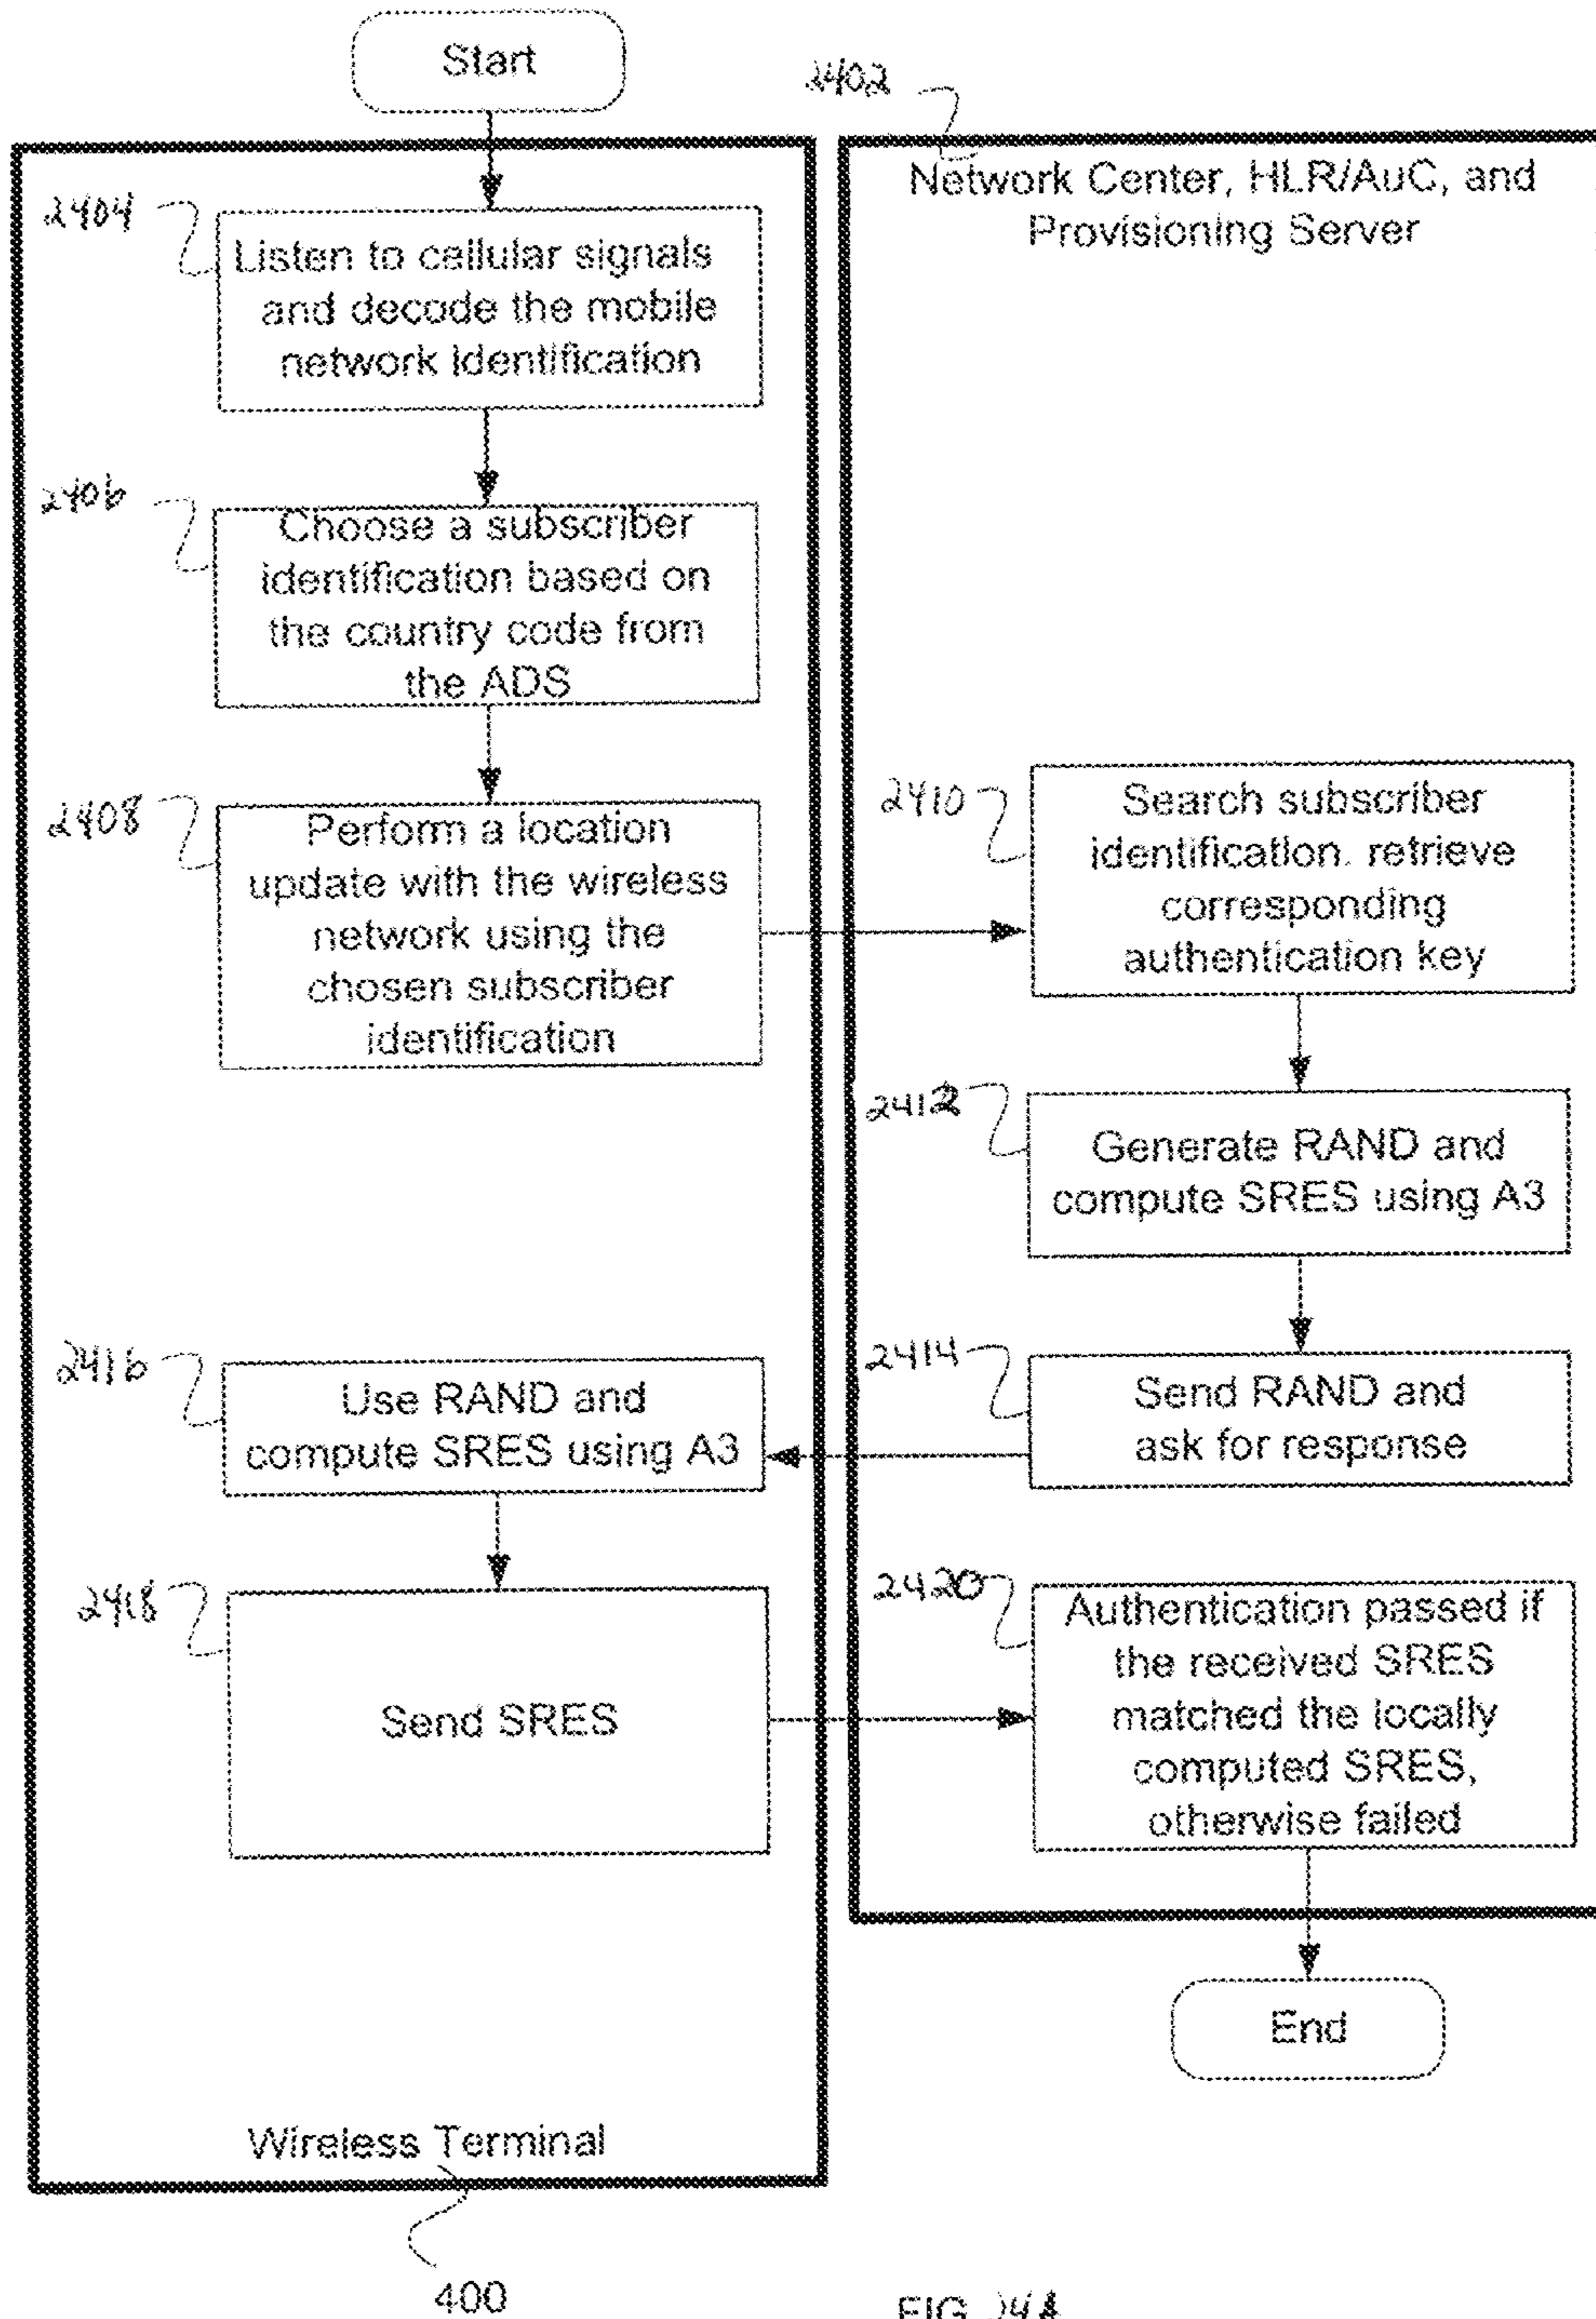 Start
2402
Network Center, HLR/AuC, and
Provisioning Server
2404
Listen to cellular signals
and decode the mobile
network identification
2406
Choose a subscriber
identification based on
the country code from
the ADS
2408
Perform a location
update with the wireless
network using the
chosen subscriber
identification
2410
Search subscriber
identification. retrieve
corresponding
authentication key
2412
Generate RAND and
compute SRES using A3
2414
Send RAND and
ask for response
2416
Use RAND and
compute SRES using A3
2418
Send SRES
2420
Authentication passed if
the received SRES
matched the locally
computed SRES,
otherwise failed
End
Wireless Terminal
400
FIG. 24A